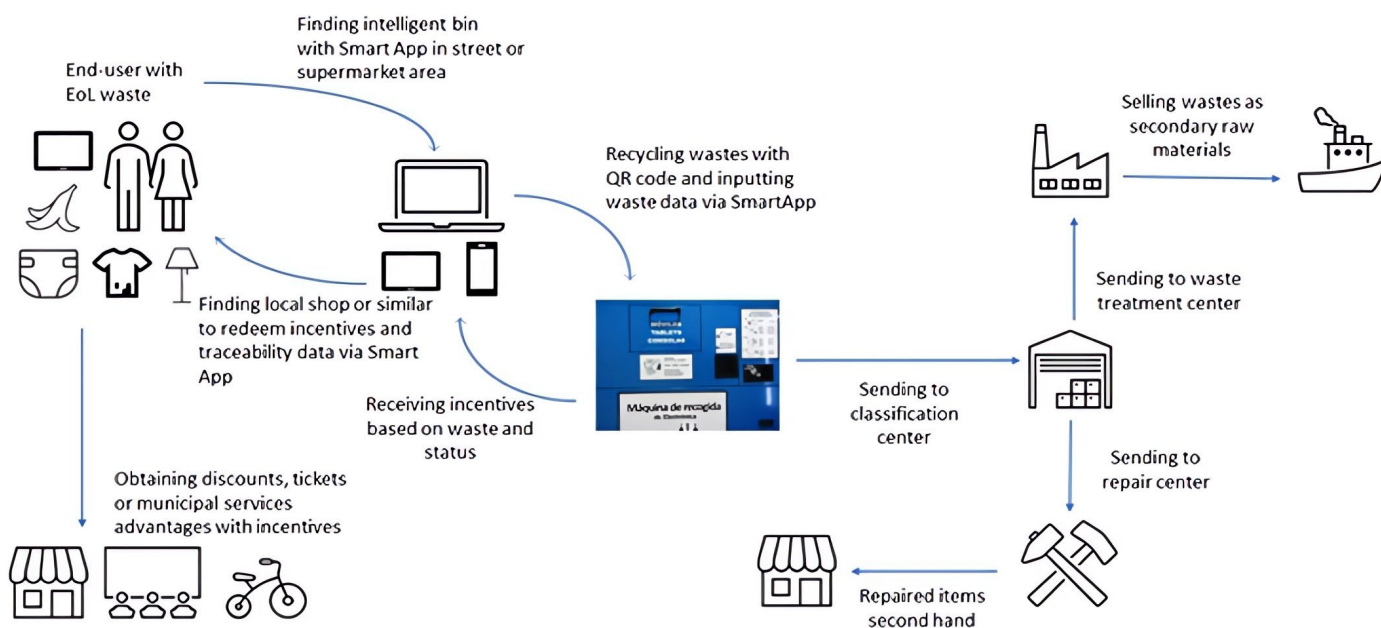 Finding intelligent bin
with Smart App in street or
supermarket area
End-user with
EoL waste
Recycling wastes with
QR code and inputting
waste data via SmartApp
Selling wastes as
secondary raw
materials
Sending to waste
treatment center
Finding local shop or similar
to redeem incentives and
traceability data via Smart
App
MÓVILES
TABLETS
CONSOLAS
Máquina de recogida
Receiving incentives
based on waste and
status
Sending to
classification
center
Sending to
repair center
Obtaining discounts, tickets
or municipal services
advantages with incentives
Repaired items
second hand